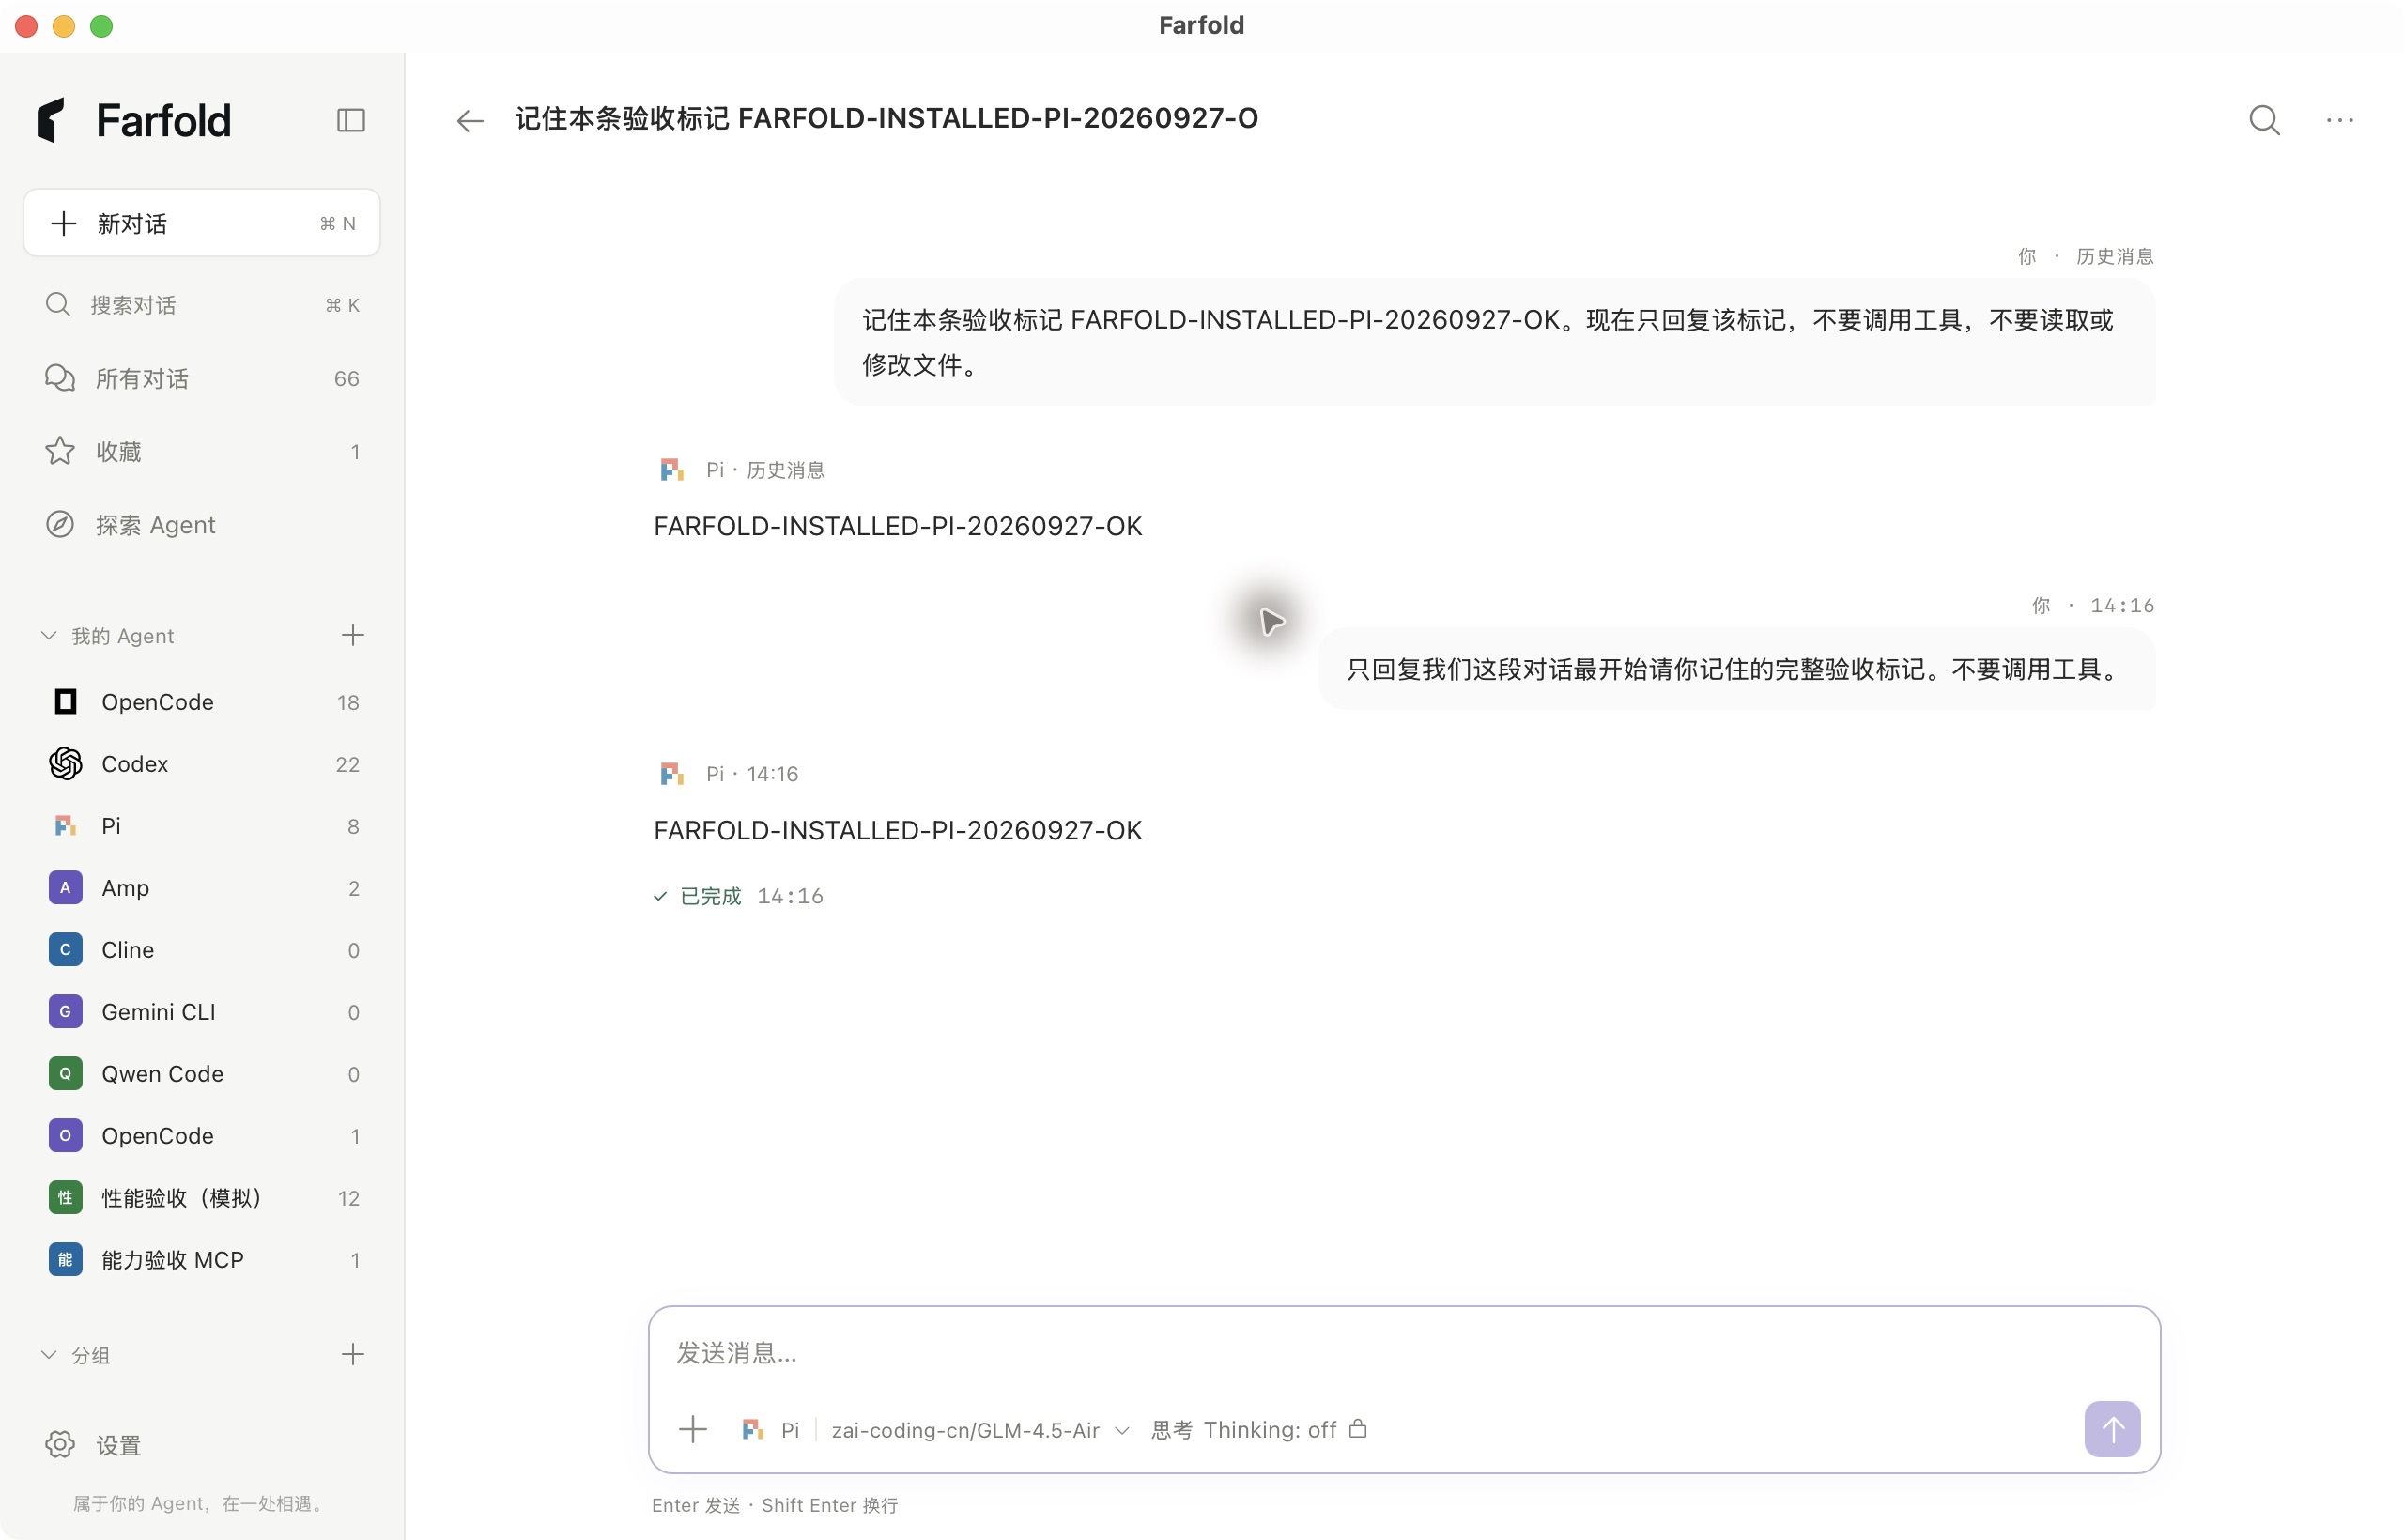 Farfold
Farfold
新对话 ⌘ N
搜索对话 ⌘ K
所有对话 66
收藏 1
探索 Agent
我的 Agent
OpenCode 18
Codex 22
Pi 8
A Amp 2
C Cline 0
G Gemini CLI 0
Q Qwen Code 0
O OpenCode 1
性 性能验收（模拟） 12
能 能力验收 MCP 1
分组
设置
属于你的 Agent，在一处相遇。
记住本条验收标记 FARFOLD-INSTALLED-PI-20260927-O
你 · 历史消息
记住本条验收标记 FARFOLD-INSTALLED-PI-20260927-OK。现在只回复该标记，不要调用工具，不要读取或
修改文件。
Pi · 历史消息
FARFOLD-INSTALLED-PI-20260927-OK
你 · 14:16
只回复我们这段对话最开始请你记住的完整验收标记。不要调用工具。
Pi · 14:16
FARFOLD-INSTALLED-PI-20260927-OK
已完成 14:16
发送消息...
Pi zai-coding-cn/GLM-4.5-Air 思考 Thinking: off
Enter 发送 · Shift Enter 换行